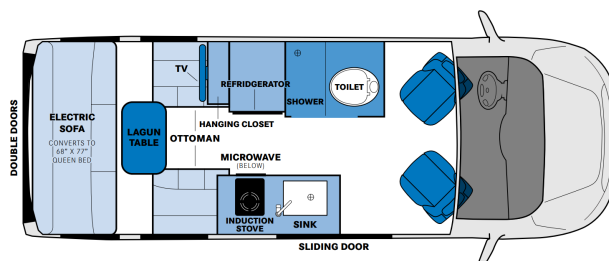 DOUBLE DOORS
ELECTRIC
SOFA
CONVERTS TO
68" X 77"
QUEEN BED
LAGUN
TABLE
TV
OTTOMAN
HANGING CLOSET
REFRIDGERATOR
SHOWER
TOILET
MICROWAVE
(BELOW)
INDUCTION
STOVE
SINK
SLIDING DOOR